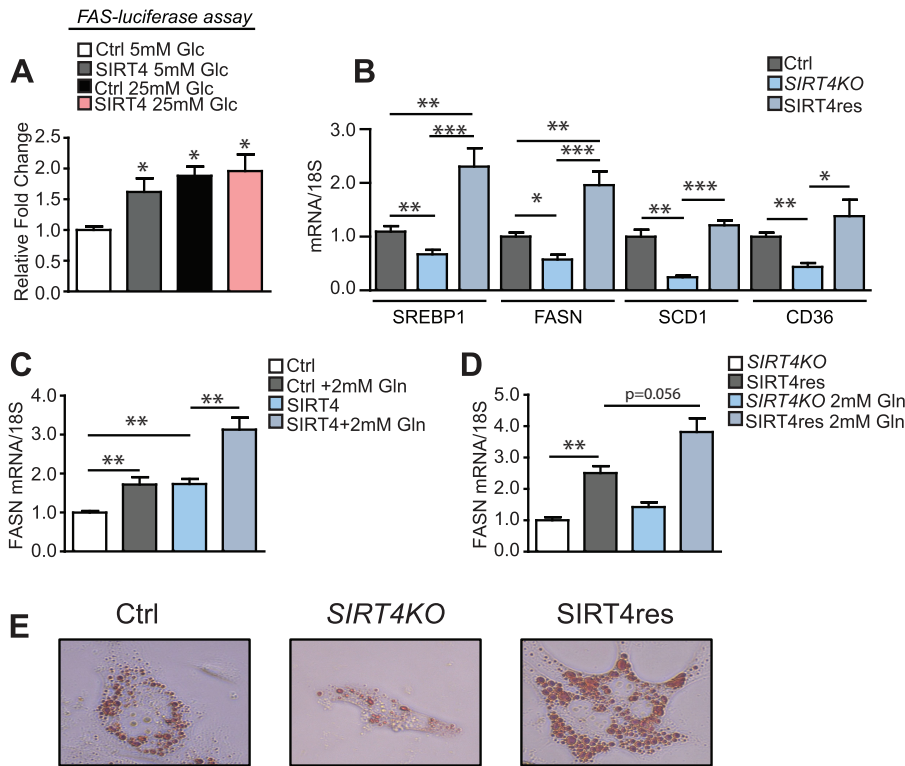 FAS-luciferase assay
Ctrl 5mM Glc
SIRT4 5mM Glc
Ctrl 25mM Glc
SIRT4 25mM Glc
A
Relative Fold Change
2.5
2.0
1.5
1.0
0.5
0.0
*
*
*
B
Ctrl
SIRT4KO
SIRT4res
mRNA/18S
3.0
2.0
1.0
0.0
**
***
**
**
***
*
**
***
**
*
SREBP1
FASN
SCD1
CD36
C
Ctrl
Ctrl +2mM Gln
SIRT4
SIRT4+2mM Gln
FASN mRNA/18S
4.0
3.0
2.0
1.0
0.0
**
**
**
D
SIRT4KO
SIRT4res
SIRT4KO 2mM Gln
SIRT4res 2mM Gln
FASN mRNA/18S
5.0
4.0
3.0
2.0
1.0
0.0
**
p=0.056
E
Ctrl
SIRT4KO
SIRT4res